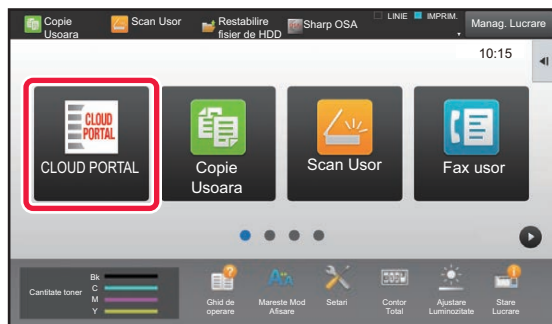 Copie
Usoara
Scan Usor
Restabilire
fisier de HDD
Sharp OSA
LINIE
IMPRIM.
Manag. Lucrare
10:15
CLOUD
PORTAL
CLOUD PORTAL
Copie
Usoara
Scan Usor
Fax usor
Cantitate toner
Bk
C
M
Y
Ghid de
operare
Mareste Mod
Afisare
Setari
Contor
Total
Ajustare
Luminozitate
Stare
Lucrare